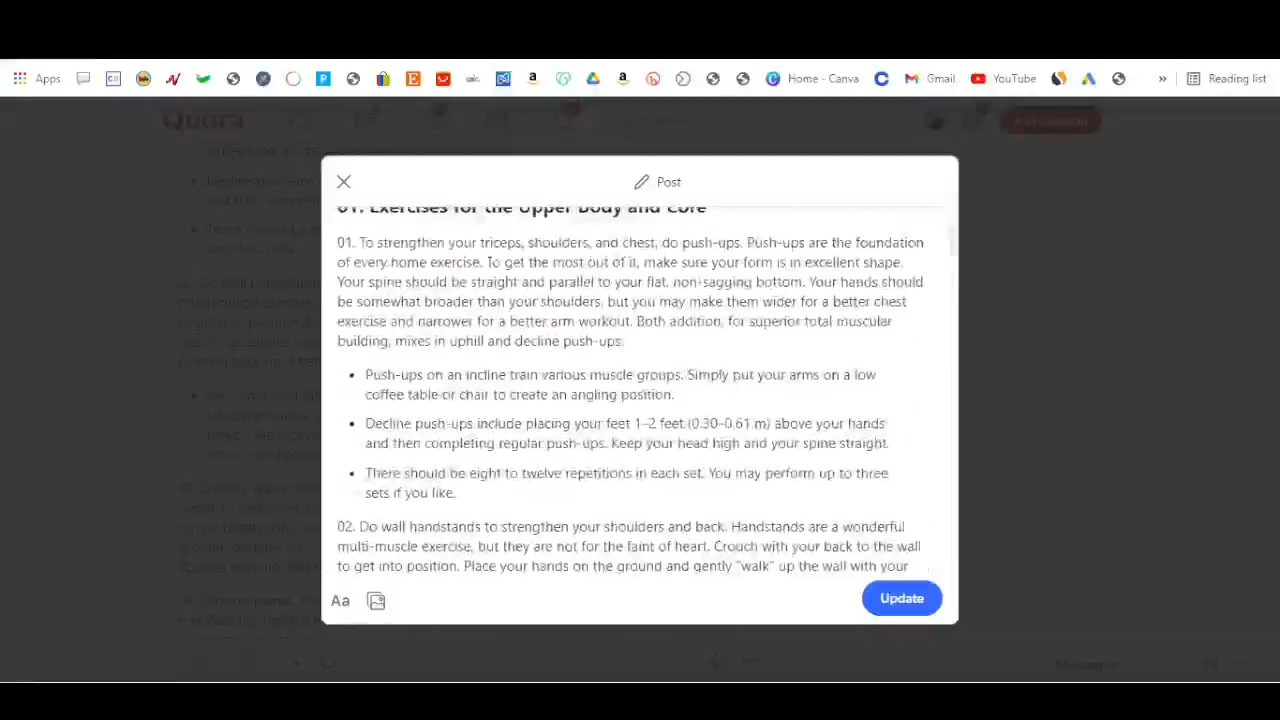 Apps
Home - Canva
Gmail
YouTube
»
Reading list
Quora
Post
01. Exercises for the Upper Body and Core
01. To strengthen your triceps, shoulders, and chest, do push-ups. Push-ups are the foundation
of every home exercise. To get the most out of it, make sure your form is in excellent shape.
Your spine should be straight and parallel to your flat, non-sagging bottom. Your hands should
be somewhat broader than your shoulders, but you may make them wider for a better chest
exercise and narrower for a better arm workout. Both addition, for superior total muscular
building, mixes in uphill and decline push-ups.
• Push-ups on an incline train various muscle groups. Simply put your arms on a low
coffee table or chair to create an angling position.
• Decline push-ups include placing your feet 1–2 feet (0.30–0.61 m) above your hands
and then completing regular push-ups. Keep your head high and your spine straight.
• There should be eight to twelve repetitions in each set. You may perform up to three
sets if you like.
02. Do wall handstands to strengthen your shoulders and back. Handstands are a wonderful
multi-muscle exercise, but they are not for the faint of heart. Crouch with your back to the wall
to get into position. Place your hands on the ground and gently "walk" up the wall with your
Aa
Update